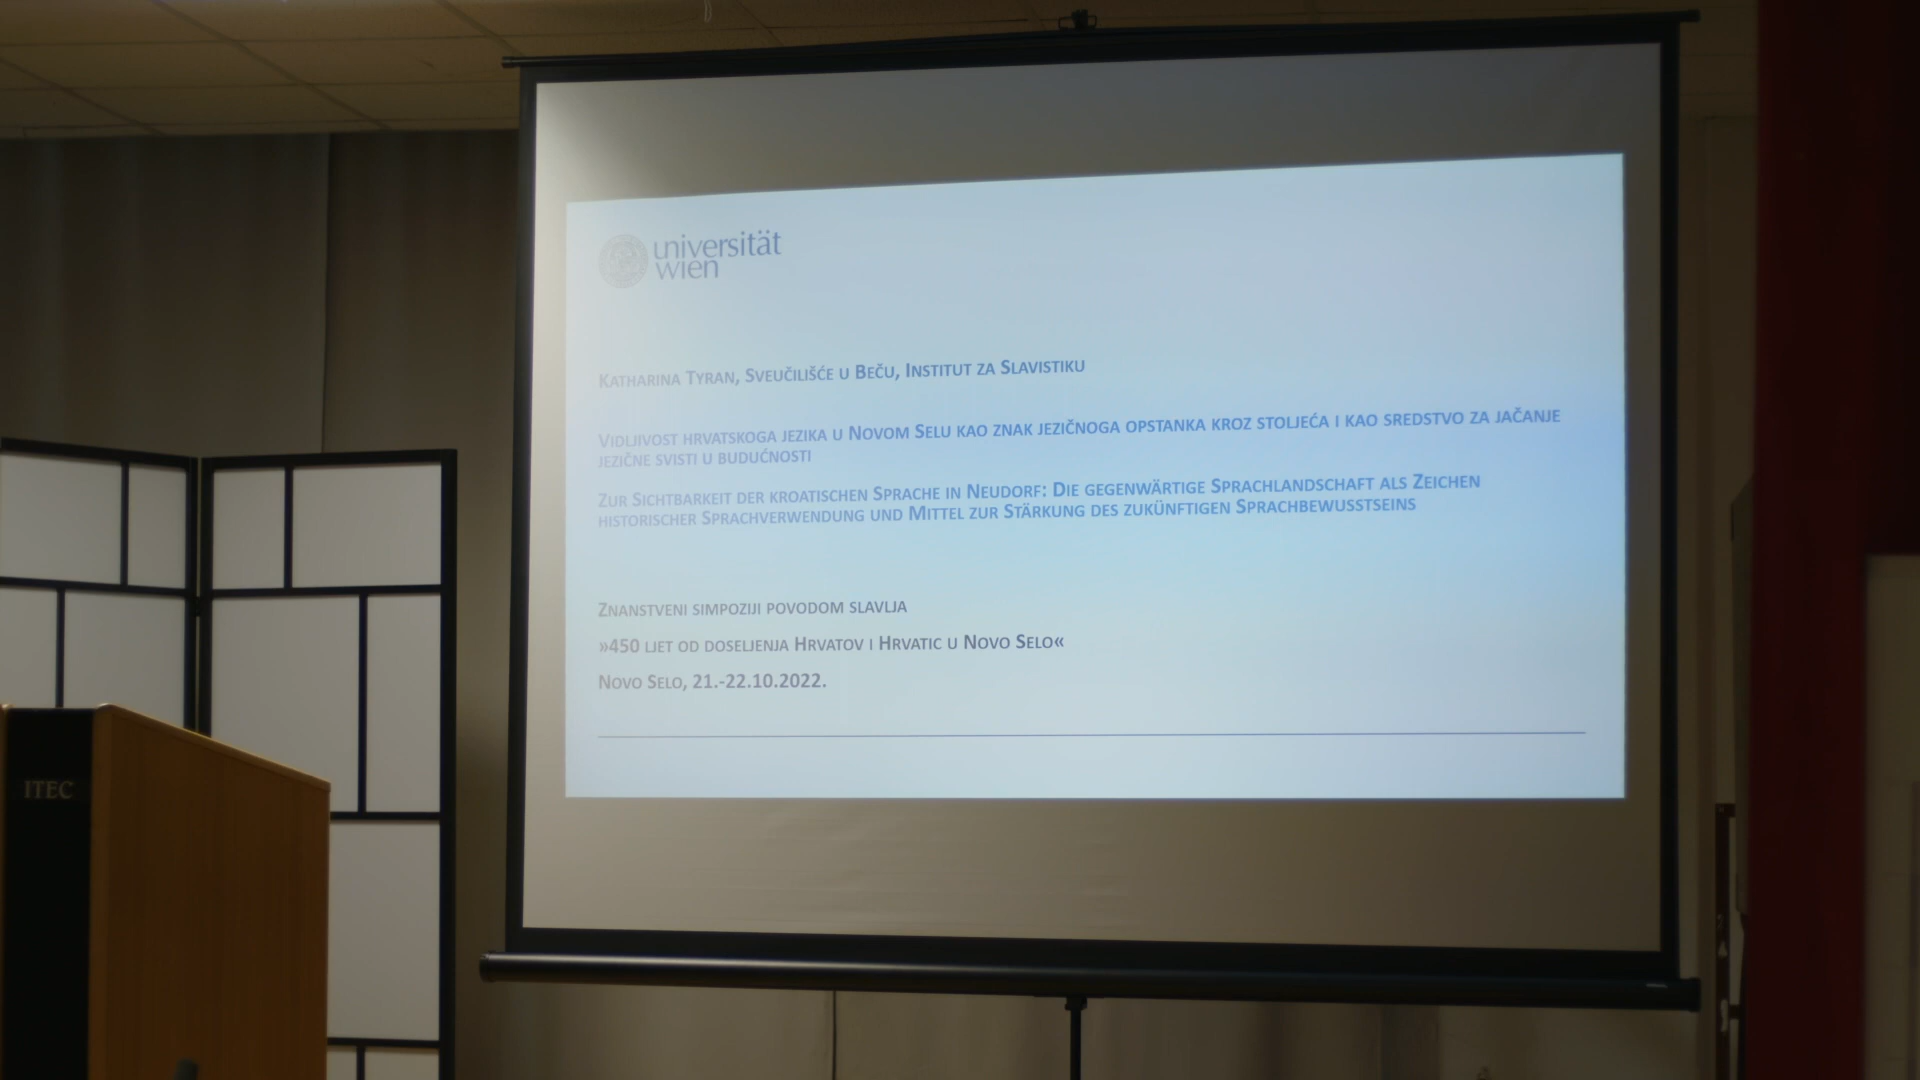 universität
wien
Katharina Tyran, Sveučilišće u Beču, Institut za Slavistiku
Vidljivost hrvatskoga jezika u Novom Selu kao znak jezičnoga opstanka kroz stoljeća i kao sredstvo za jačanje
jezične svisti u budućnosti
Zur Sichtbarkeit der kroatischen Sprache in Neudorf: Die gegenwärtige Sprachlandschaft als Zeichen
historischer Sprachverwendung und Mittel zur Stärkung des zukünftigen Sprachbewusstseins
Znanstveni simpoziji povodom slavlja
»450 ljet od doseljenja Hrvatov i Hrvatic u Novo Selo«
Novo Selo, 21.-22.10.2022.
ITEC